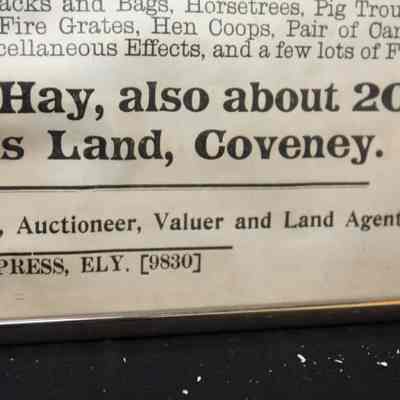 acks and Bags, Horsetrees, Pig Trou
Fire Grates, Hen Coops, Pair of Car
cellaneous Effects, and a few lots of F
Hay, also about 20
s Land, Coveney.
, Auctioneer, Valuer and Land Agent
PRESS, ELY. [9830]